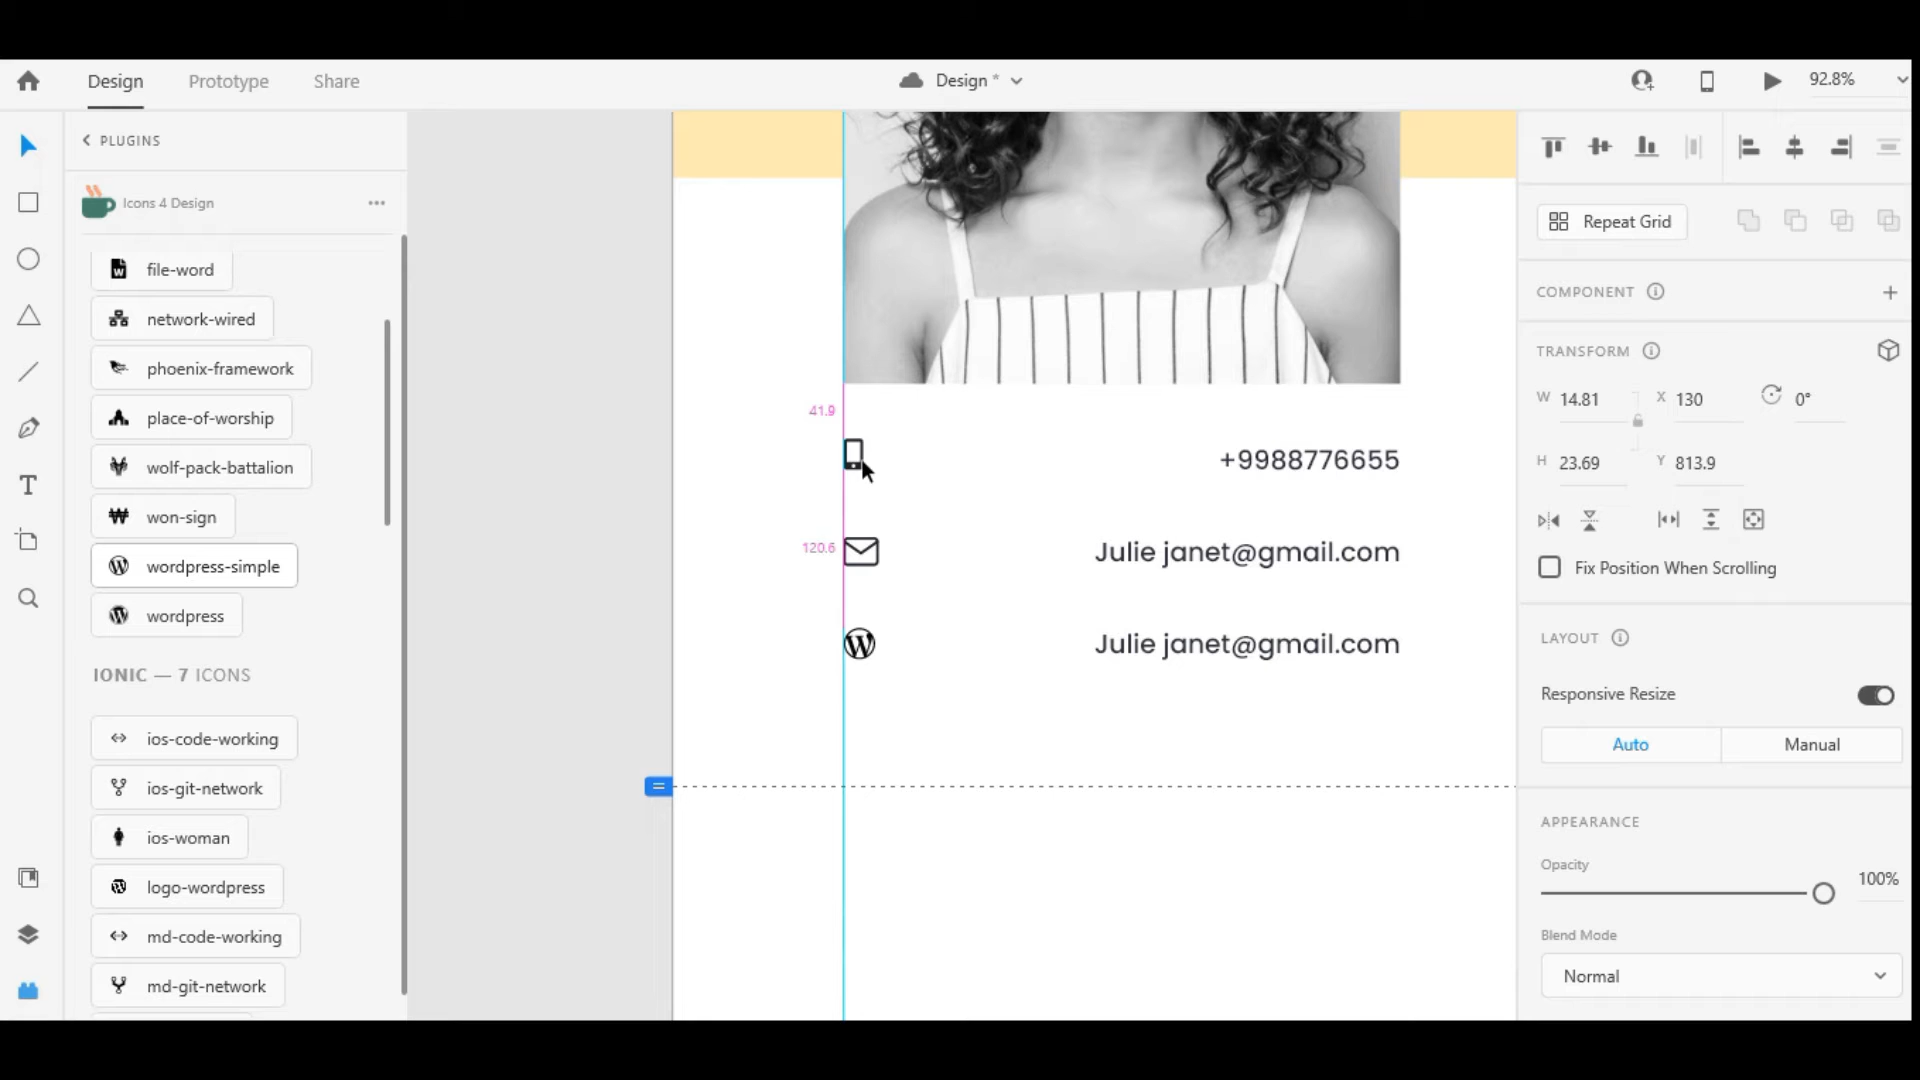 Design
Prototype
Share
Design *
92.8%
PLUGINS
Icons 4 Design
file-word
network-wired
phoenix-framework
place-of-worship
wolf-pack-battalion
won-sign
wordpress-simple
wordpress
IONIC — 7 ICONS
ios-code-working
ios-git-network
ios-woman
logo-wordpress
md-code-working
md-git-network
41.9
+9988776655
120.6
Julie janet@gmail.com
Julie janet@gmail.com
Repeat Grid
COMPONENT
TRANSFORM
W 14.81 X 130 0°
H 23.69 Y 813.9
Fix Position When Scrolling
LAYOUT
Responsive Resize
Auto Manual
APPEARANCE
Opacity
100%
Blend Mode
Normal